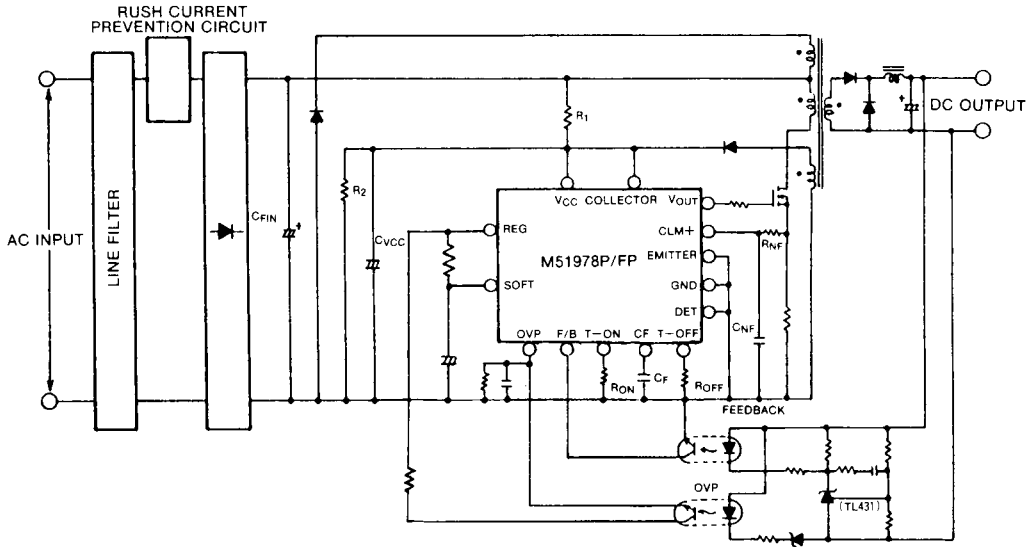 RUSH CURRENT
PREVENTION CIRCUIT
AC INPUT
LINE FILTER
CFIN
R2
CVCC
R1
DC OUTPUT
VCC COLLECTOR VOUT
REG
CLM+
RNF
EMITTER
M51978P/FP
GND
SOFT
DET
OVP F/B T-ON CF T-OFF
CNF
RON
CF
ROFF
FEEDBACK
OVP
(TL431)